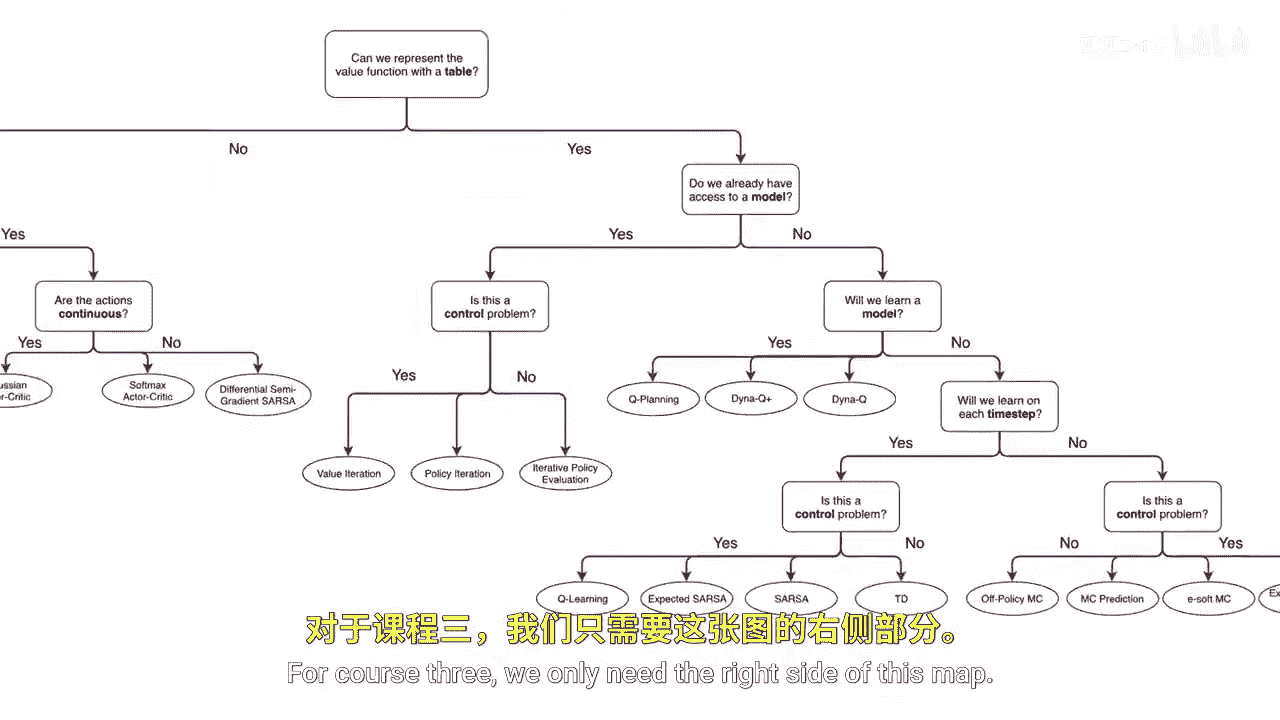 Can we represent the
value function with a table?
No
Yes
Do we already have
access to a model?
Yes
Yes
No
Are the actions
continuous?
Is this a
control problem?
Will we learn a
model?
Yes
No
Yes
No
Yes
No
Softmax
Actor-Critic
Differential Semi-
Gradient SARSA
Q-Planning
Dyna-Q+
Dyna-Q
Will we learn on
each timestep?
Yes
No
Value Iteration
Policy Iteration
Iterative Policy
Evaluation
Is this a
control problem?
Is this a
control problem?
Yes
No
No
Yes
Q-Learning
Expected SARSA
SARSA
TD
Off-Policy MC
MC Prediction
e-soft MC
对于课程三，我们只需要这张图的右侧部分。
For course three, we only need the right side of this map.